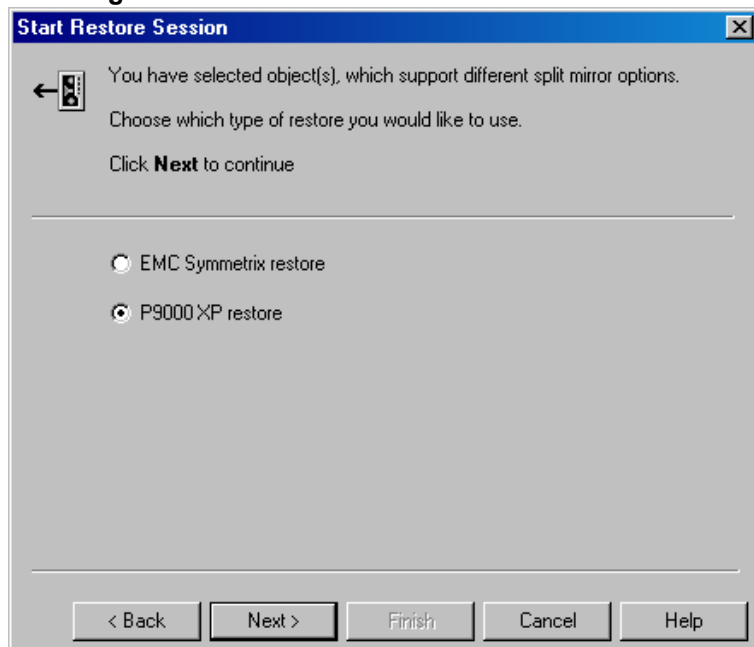 Start Restore Session
You have selected object(s), which support different split mirror options.
Choose which type of restore you would like to use.
Click Next to continue
EMC Symmetrix restore
P9000 XP restore
< Back Next > Finish Cancel Help